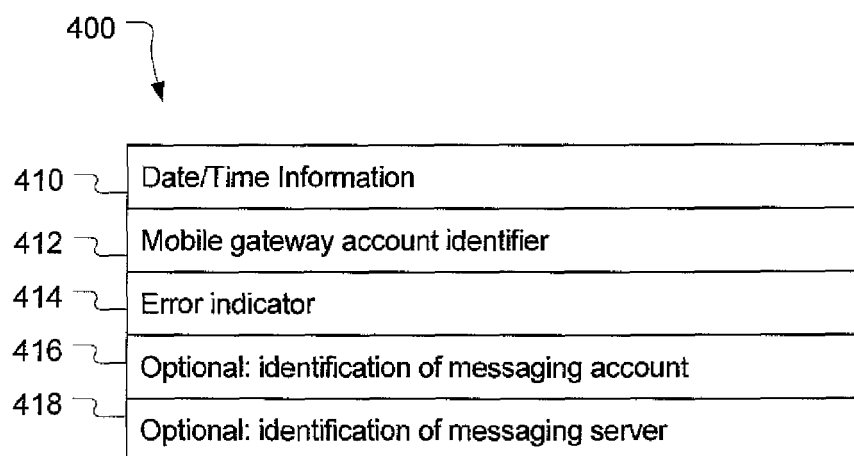 400
410 Date/Time Information
412 Mobile gateway account identifier
414 Error indicator
416 Optional: identification of messaging account
418 Optional: identification of messaging server